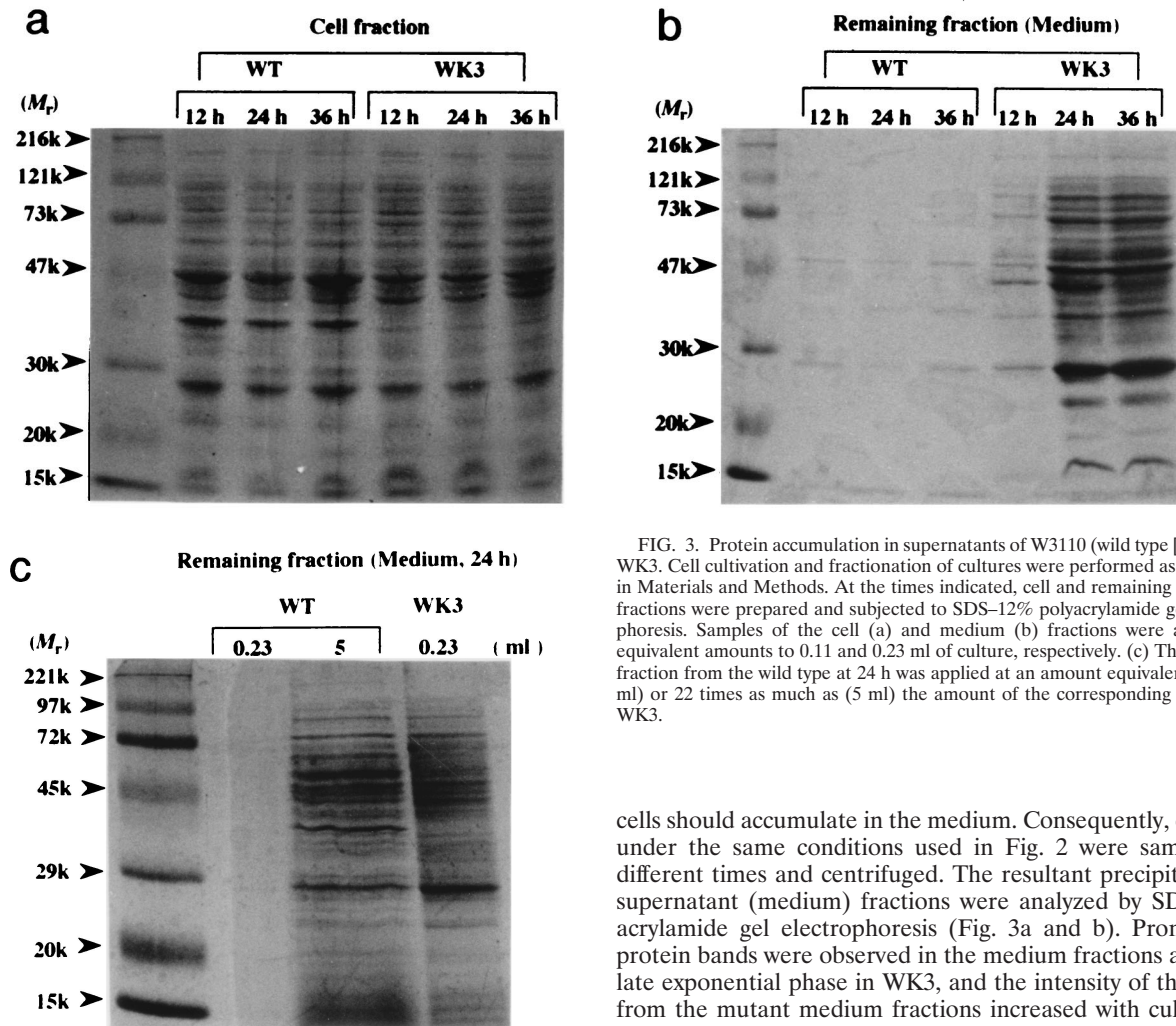 a
Cell fraction
WT WK3
(Mr)
12 h 24 h 36 h 12 h 24 h 36 h
216k
121k
73k
47k
30k
20k
15k
b
Remaining fraction (Medium)
WT WK3
(Mr)
12 h 24 h 36 h 12 h 24 h 36 h
216k
121k
73k
47k
30k
20k
15k
c
Remaining fraction (Medium, 24 h)
WT WK3
(Mr)
0.23 5 0.23 ( ml )
221k
97k
72k
45k
29k
20k
15k
FIG. 3. Protein accumulation in supernatants of W3110 (wild type [
WK3. Cell cultivation and fractionation of cultures were performed as
in Materials and Methods. At the times indicated, cell and remaining
fractions were prepared and subjected to SDS–12% polyacrylamide g
phoresis. Samples of the cell (a) and medium (b) fractions were a
equivalent amounts to 0.11 and 0.23 ml of culture, respectively. (c) Th
fraction from the wild type at 24 h was applied at an amount equivale
ml) or 22 times as much as (5 ml) the amount of the corresponding
WK3.
cells should accumulate in the medium. Consequently,
under the same conditions used in Fig. 2 were sam
different times and centrifuged. The resultant precipit
supernatant (medium) fractions were analyzed by SD
acrylamide gel electrophoresis (Fig. 3a and b). Pron
protein bands were observed in the medium fractions a
late exponential phase in WK3, and the intensity of th
from the mutant medium fractions increased with cul